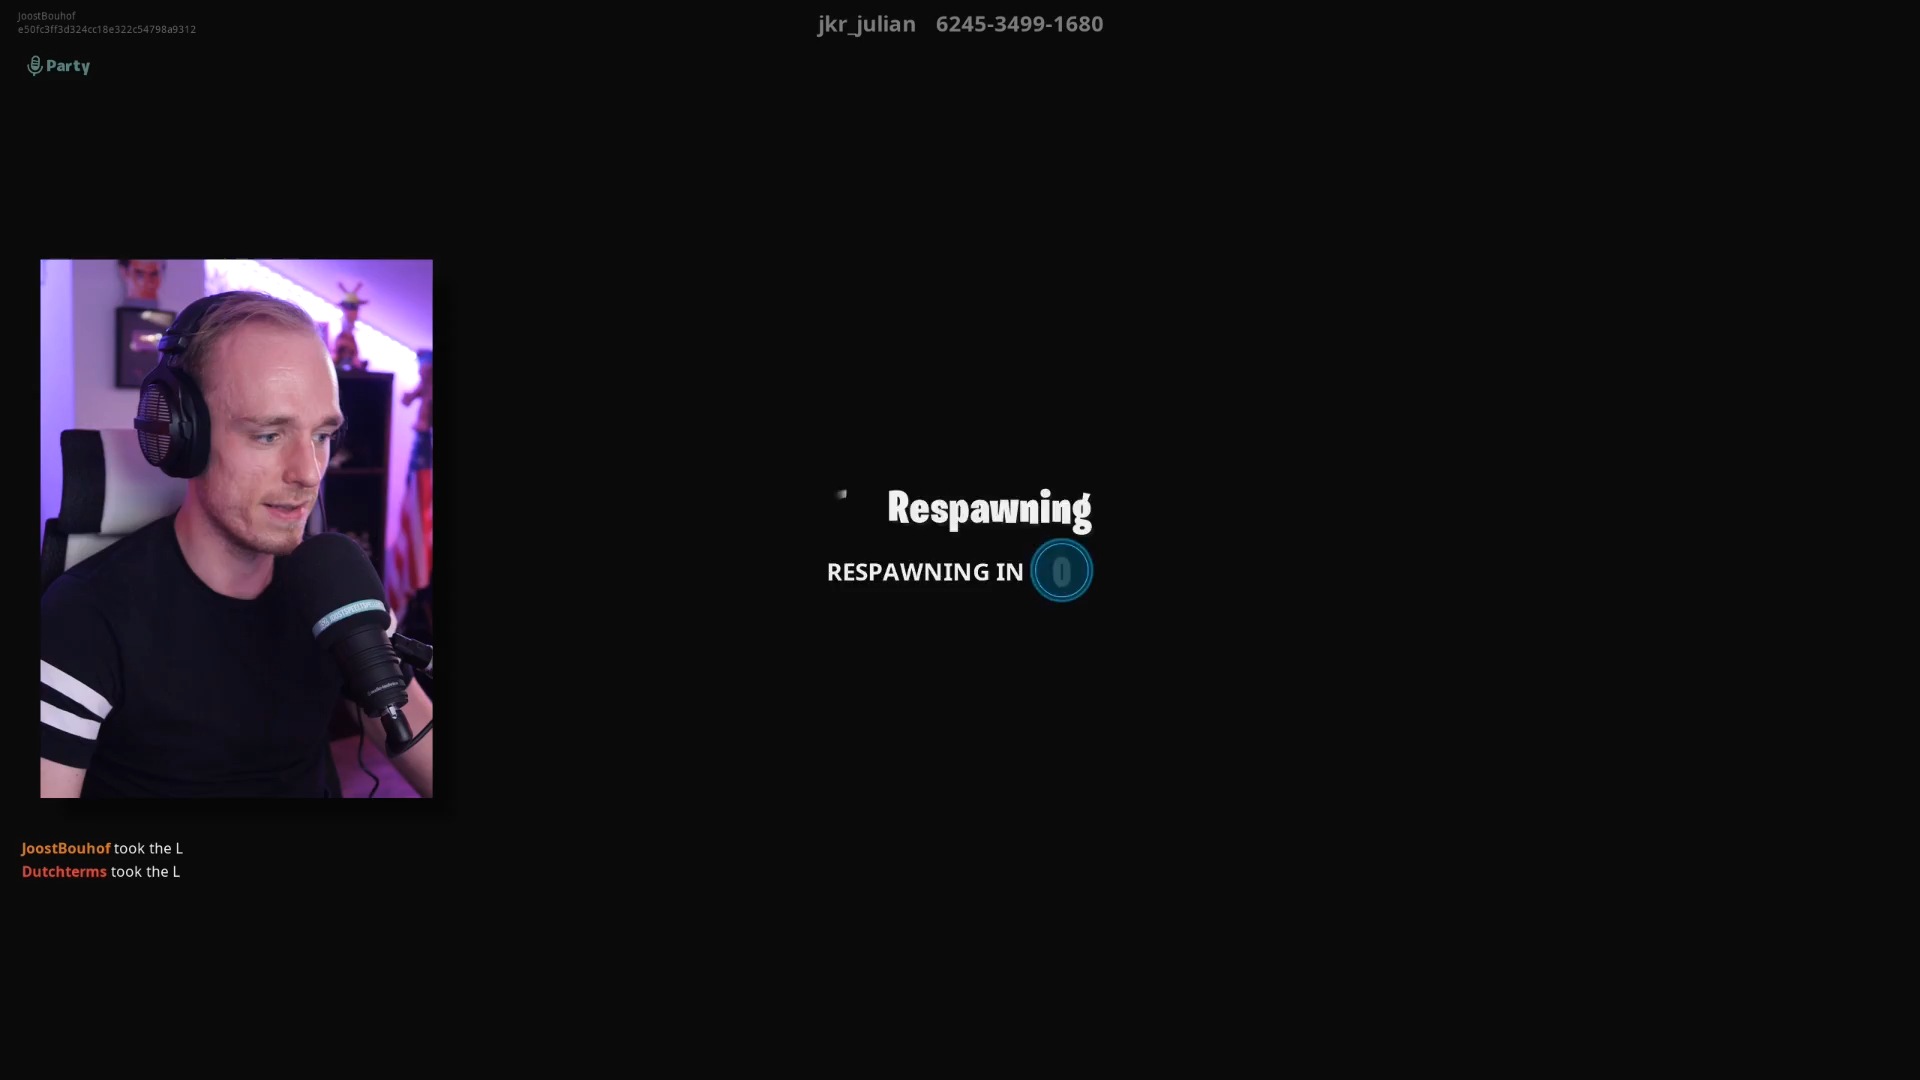 JoostBouhof
e50fc3ff3d324cc18e322c54798a9312
jkr_julian 6245-3499-1680
Party
Respawning
RESPAWNING IN 0
JoostBouhof took the L
Dutchterms took the L